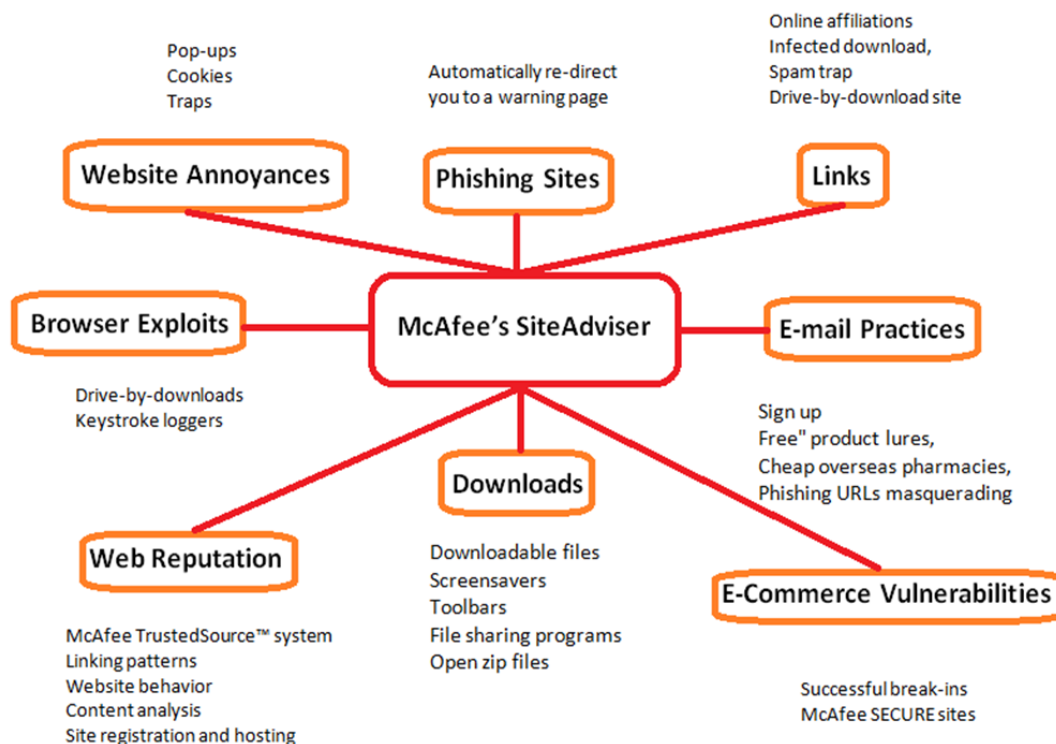 Pop-ups
Cookies
Traps
Automatically re-direct
you to a warning page
Online affiliations
Infected download,
Spam trap
Drive-by-download site
Website Annoyances
Phishing Sites
Links
Browser Exploits
McAfee's SiteAdviser
E-mail Practices
Drive-by-downloads
Keystroke loggers
Sign up
Free" product lures,
Cheap overseas pharmacies,
Phishing URLs masquerading
Downloads
Web Reputation
E-Commerce Vulnerabilities
Downloadable files
Screensavers
Toolbars
File sharing programs
Open zip files
McAfee TrustedSource™ system
Linking patterns
Website behavior
Content analysis
Site registration and hosting
Successful break-ins
McAfee SECURE sites